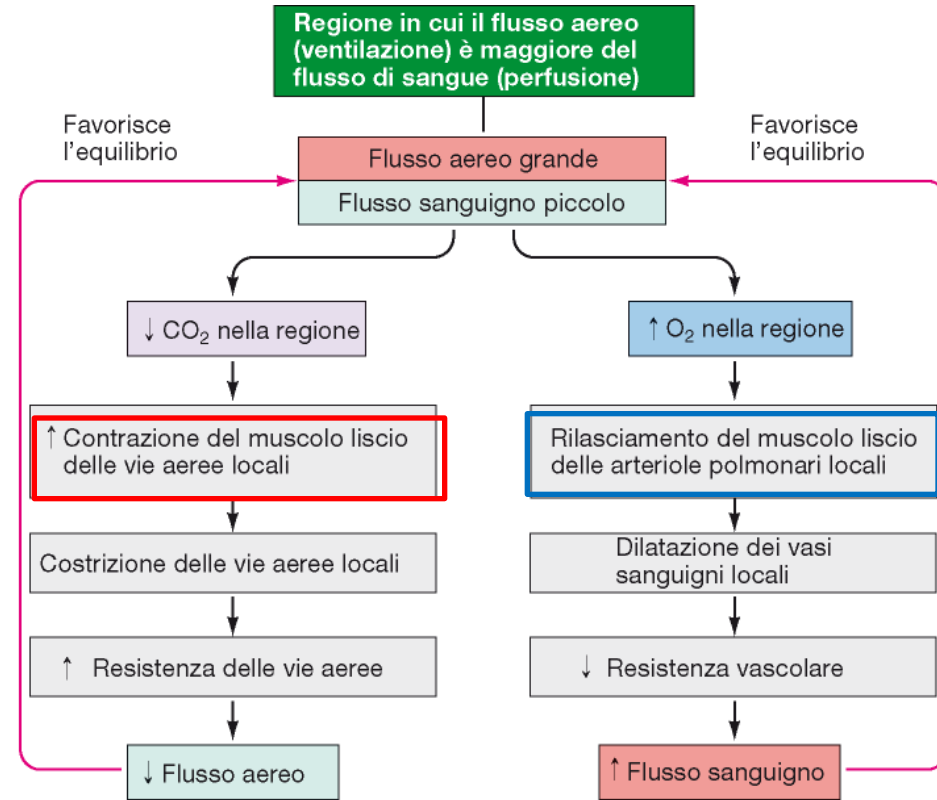 Regione in cui il flusso aereo
(ventilazione) è maggiore del
flusso di sangue (perfusione)
Favorisce
l'equilibrio
Favorisce
l'equilibrio
Flusso aereo grande
Flusso sanguigno piccolo
↓ CO₂ nella regione
↑ O₂ nella regione
↑ Contrazione del muscolo liscio
delle vie aeree locali
Rilasciamento del muscolo liscio
delle arteriole polmonari locali
Costrizione delle vie aeree locali
Dilatazione dei vasi
sanguigni locali
↑ Resistenza delle vie aeree
↓ Resistenza vascolare
↓ Flusso aereo
↑ Flusso sanguigno